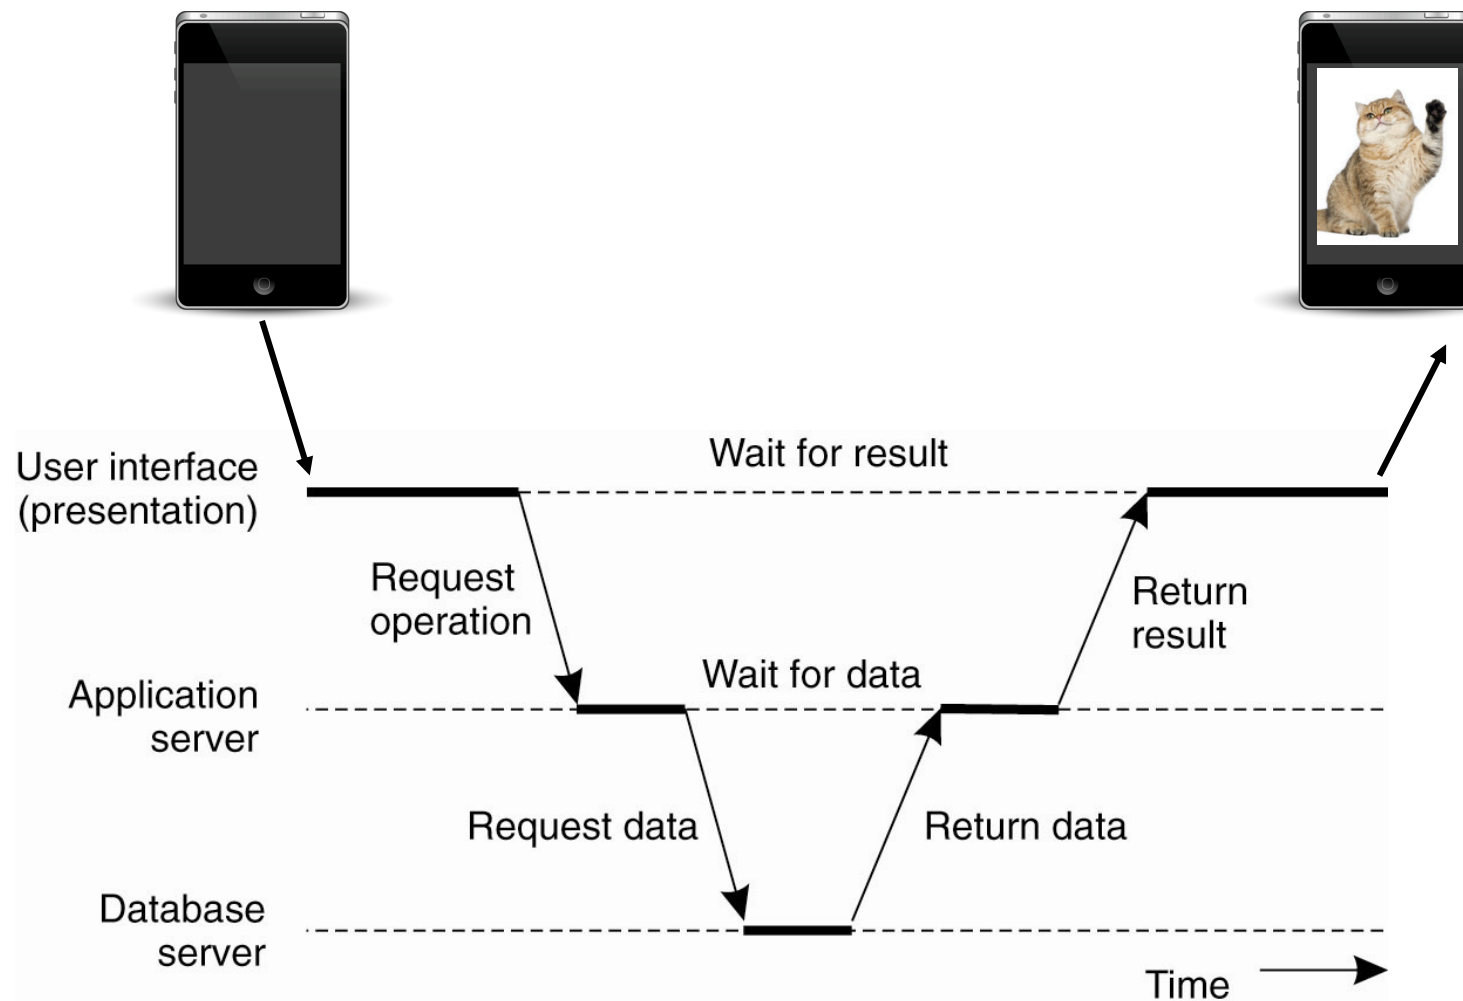 Wait for result
User interface
(presentation)
Request
operation
Return
result
Wait for data
Application
server
Request data
Return data
Database
server
Time